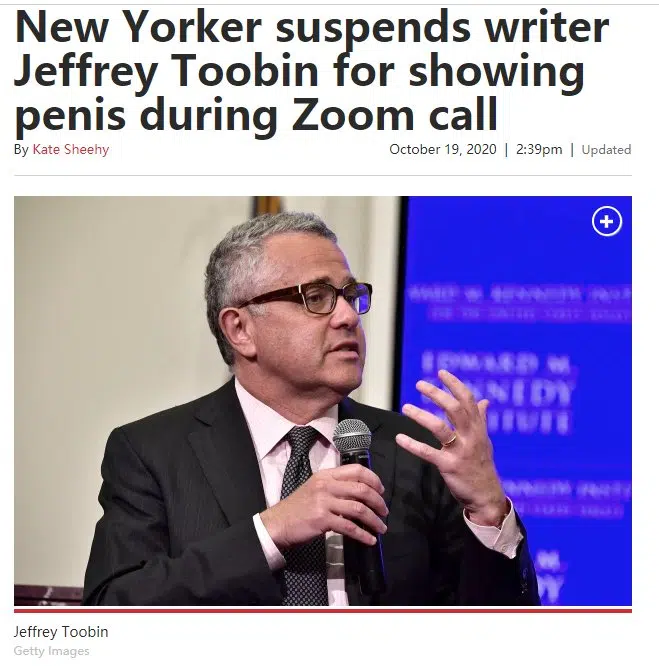 New Yorker suspends writer
Jeffrey Toobin for showing
penis during Zoom call
By Kate Sheehy
October 19, 2020 | 2:39pm | Updated
EDWARD M.
KENNEDY
INSTITUTE
Jeffrey Toobin
Getty Images